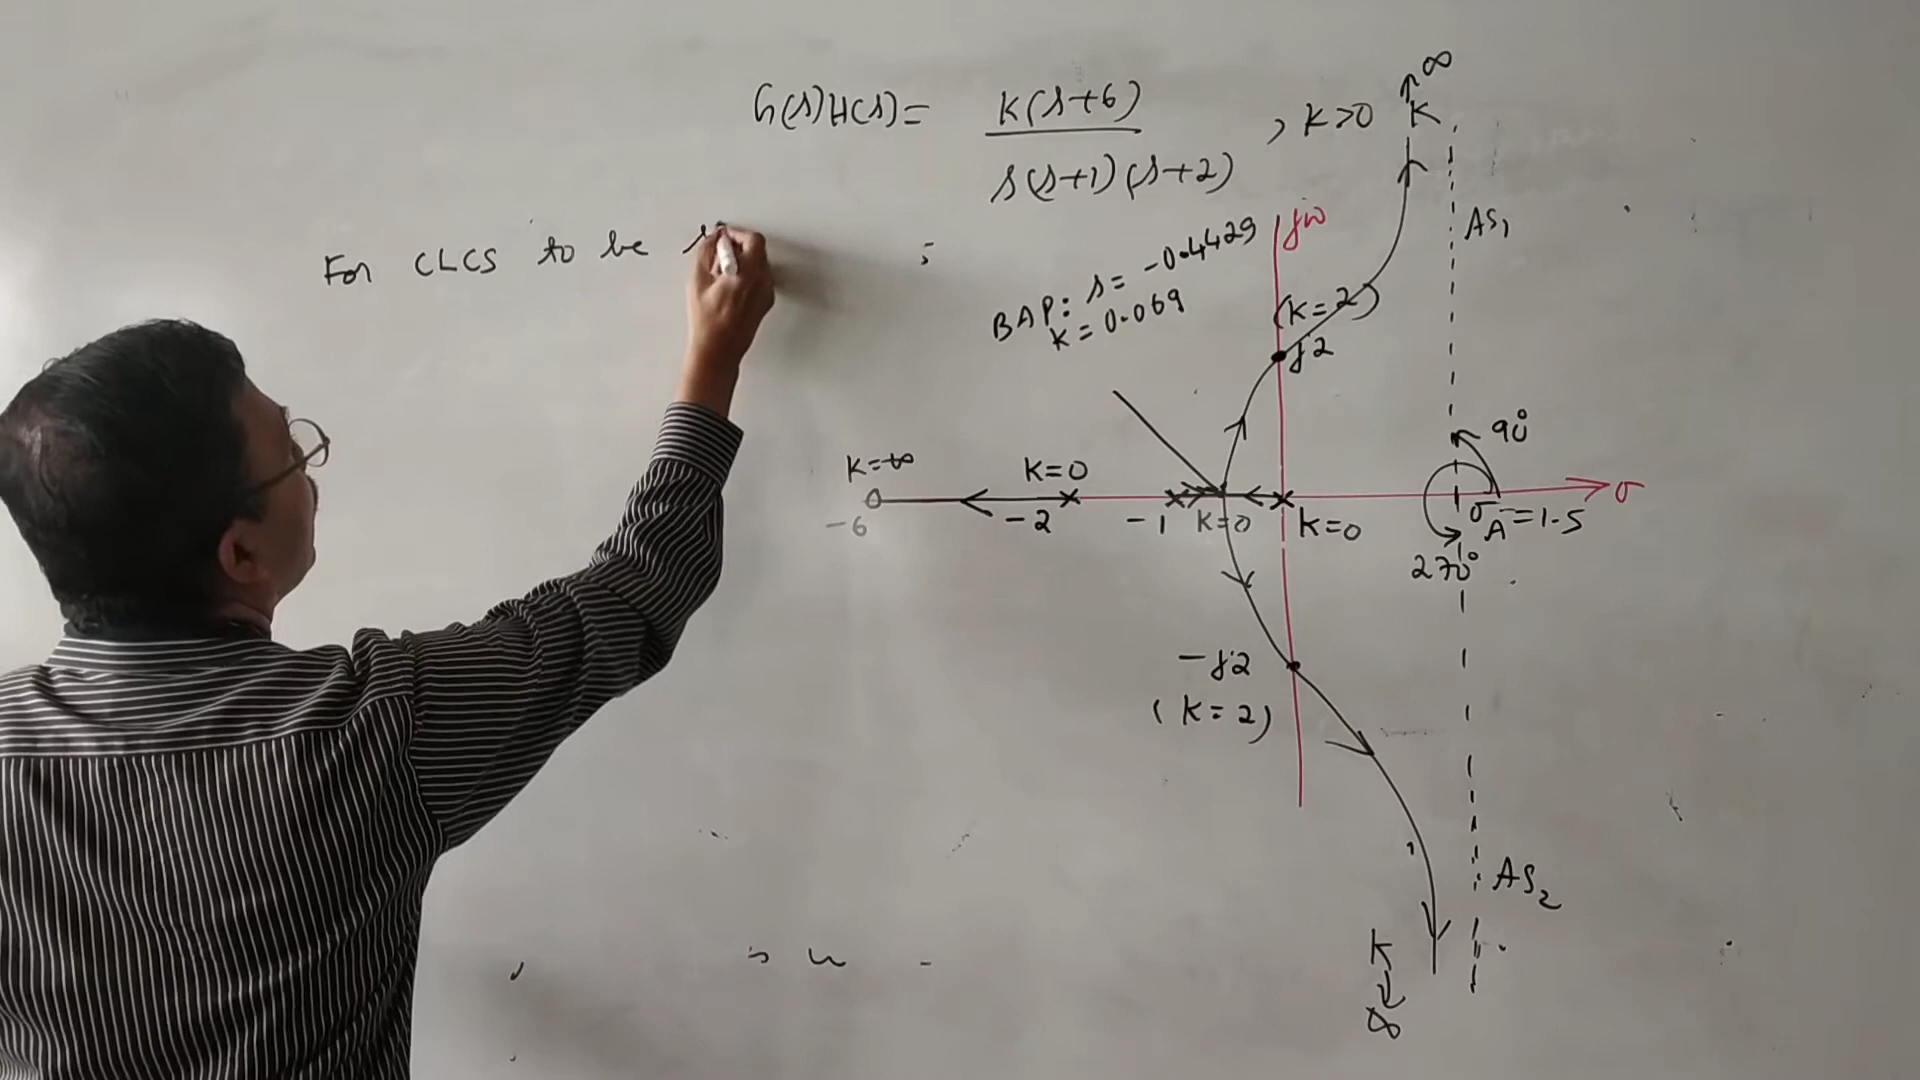 G(s)H(s) = K(s+6) / s(s+1)(s+2) , K>0
K → ∞
For CLCS to be
BAP: s = -0.4429
K = 0.069
jω
AS1
(K=2)
j2
90°
K=∞
K=0
-6
-2
-1
K=0
K=0
σA = 1.5
σ
270°
-j2
(K=2)
AS2
K → ∞